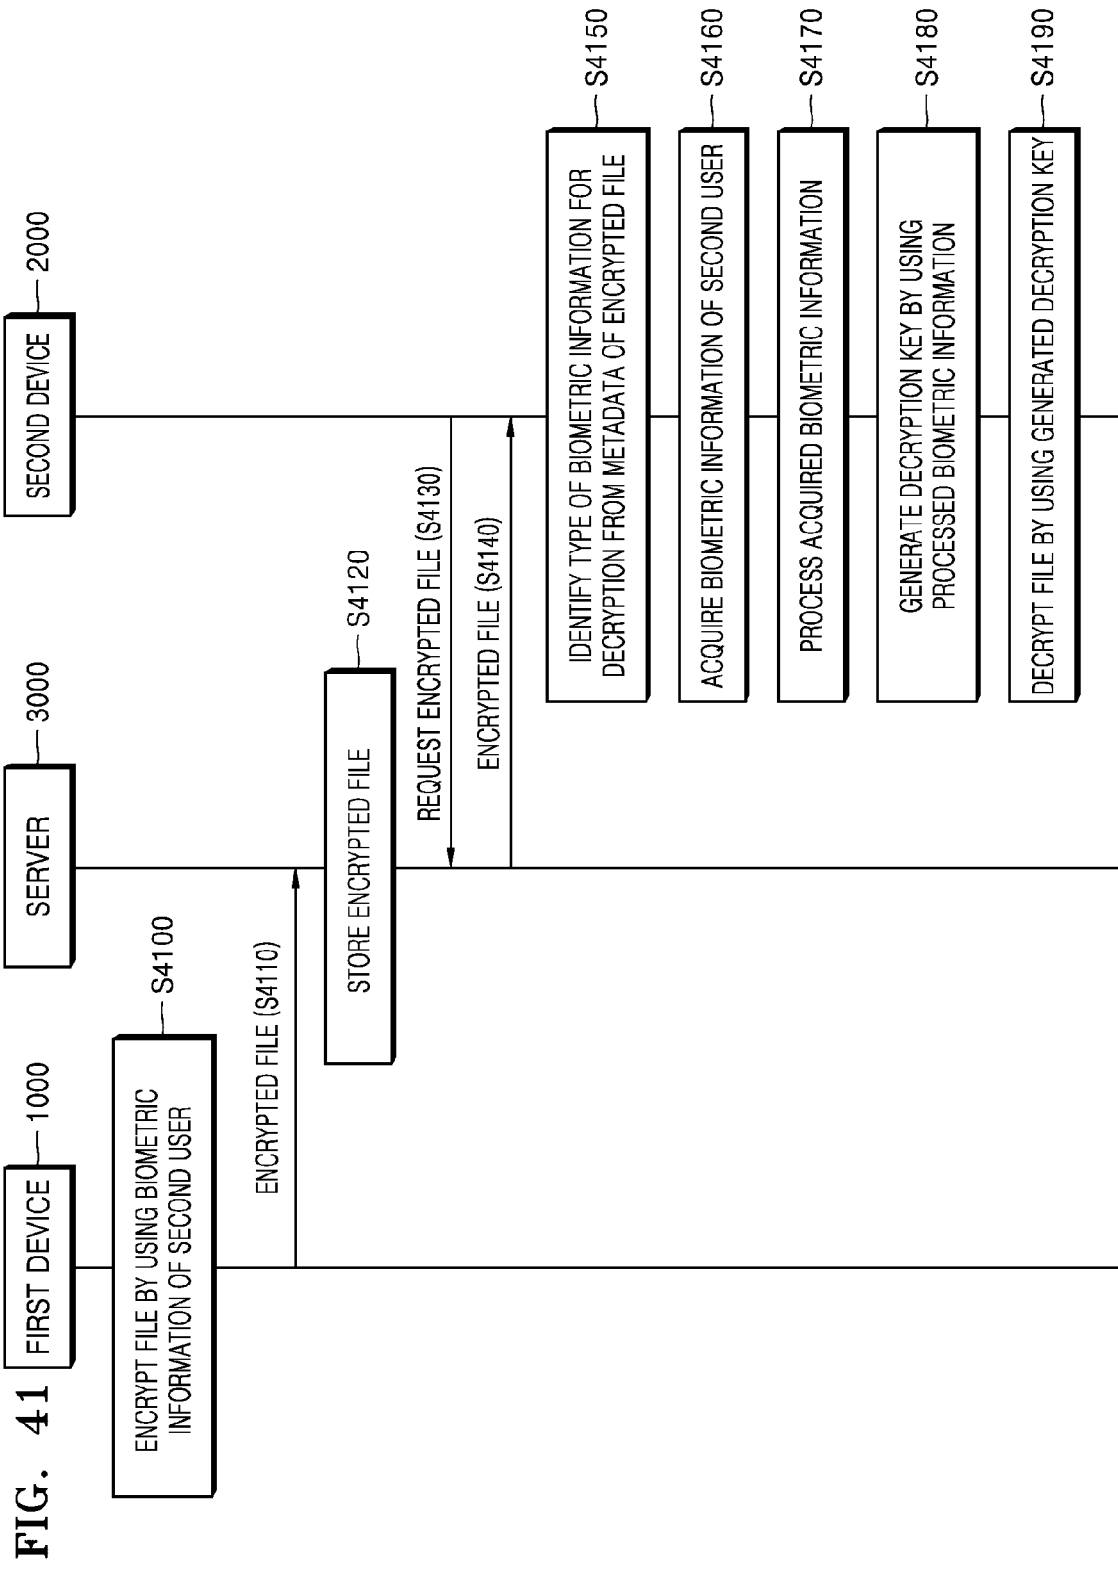 FIG. 41
FIRST DEVICE
1000
SERVER
3000
SECOND DEVICE
2000
ENCRYPT FILE BY USING BIOMETRIC
INFORMATION OF SECOND USER
S4100
ENCRYPTED FILE (S4110)
STORE ENCRYPTED FILE
S4120
REQUEST ENCRYPTED FILE (S4130)
ENCRYPTED FILE (S4140)
IDENTIFY TYPE OF BIOMETRIC INFORMATION FOR
DECRYPTION FROM METADATA OF ENCRYPTED FILE
S4150
ACQUIRE BIOMETRIC INFORMATION OF SECOND USER
S4160
PROCESS ACQUIRED BIOMETRIC INFORMATION
S4170
GENERATE DECRYPTION KEY BY USING
PROCESSED BIOMETRIC INFORMATION
S4180
DECRYPT FILE BY USING GENERATED DECRYPTION KEY
S4190